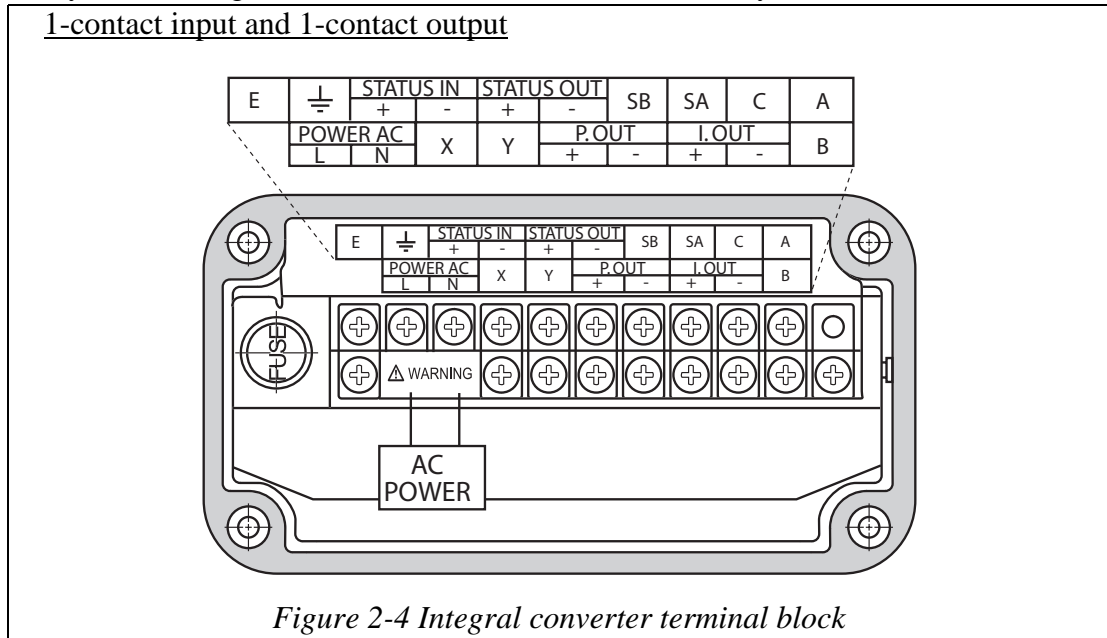 1-contact input and 1-contact output
E ⏚ STATUS IN STATUS OUT SB SA C A
+ - + -
POWER AC X Y P.OUT I.OUT B
L N + - + -
E ⏚ STATUS IN STATUS OUT SB SA C A
+ - + -
POWER AC X Y P.OUT I.OUT B
L N + - + -
FUSE
⚠ WARNING
AC
POWER
Figure 2-4 Integral converter terminal block